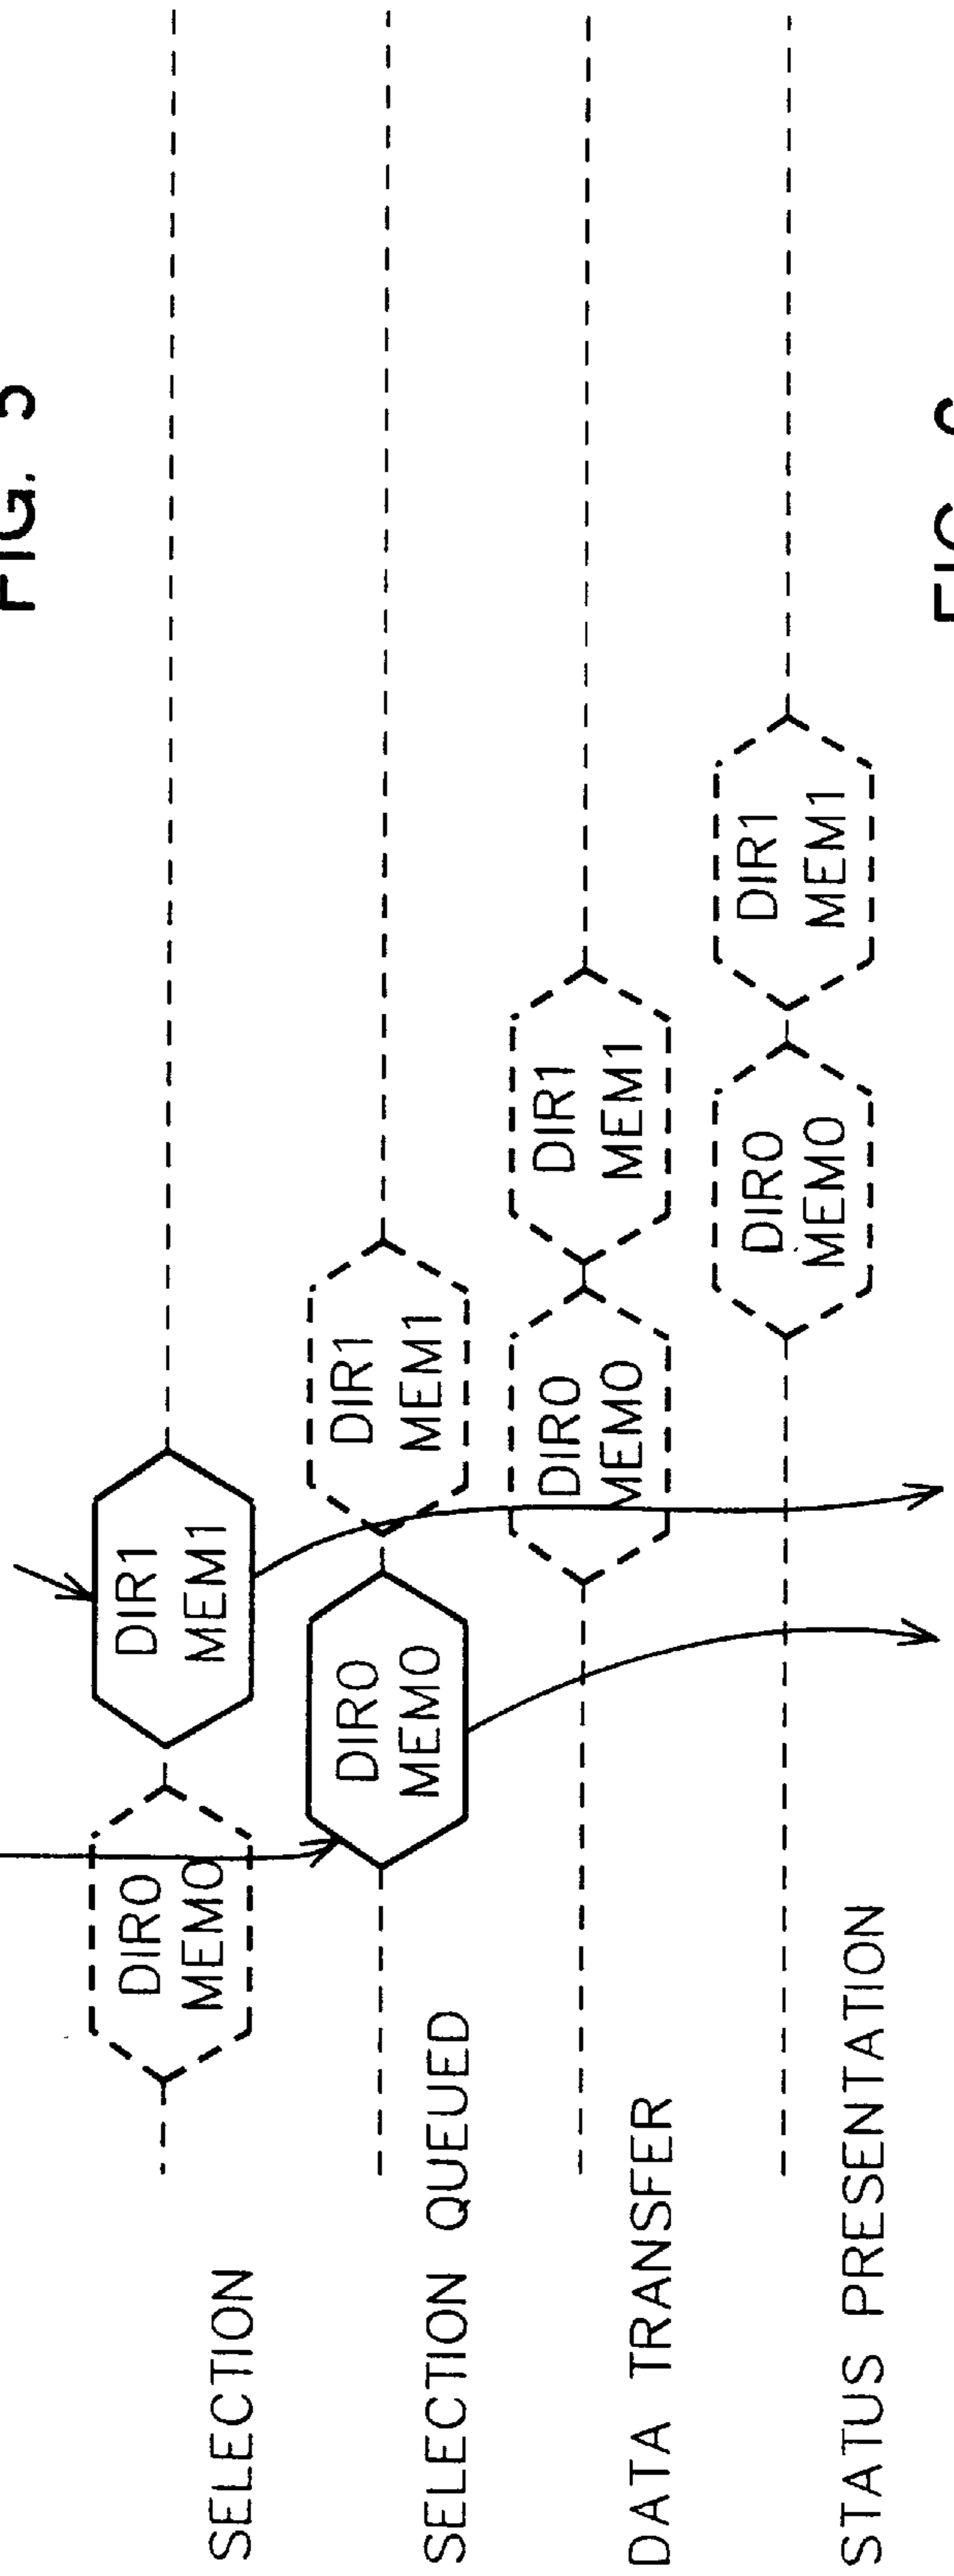 FIG. 5
DIR0
MEM0
DIR1
MEM1
SELECTION
DIR0
MEM0
DIR1
MEM1
SELECTION QUEUED
DIR0
MEM0
DIR1
MEM1
DATA TRANSFER
DIR0
MEM0
DIR1
MEM1
STATUS PRESENTATION